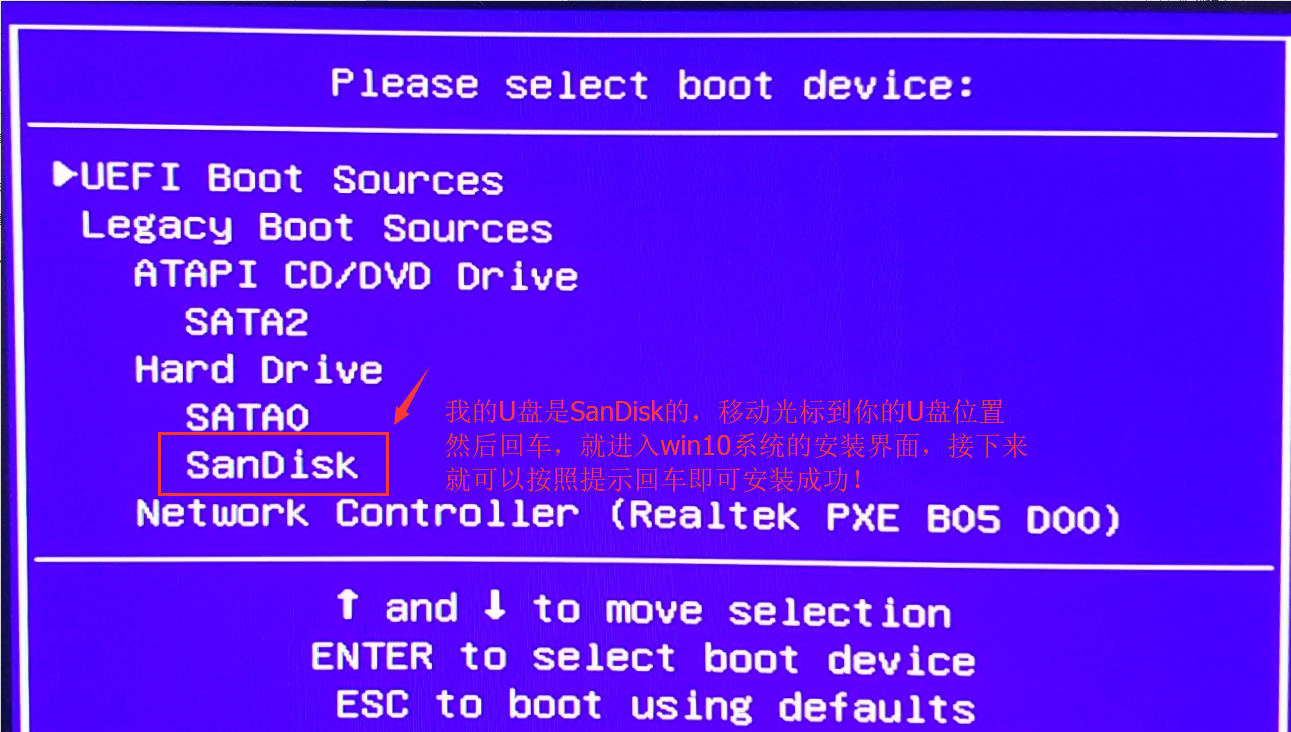 Please select boot device:
►UEFI Boot Sources
Legacy Boot Sources
ATAPI CD/DVD Drive
SATA2
Hard Drive
SATA0
SanDisk
我的U盘是SanDisk的，移动光标到你的U盘位置
然后回车，就进入win10系统的安装界面，接下来
就可以按照提示回车即可安装成功！
Network Controller (Realtek PXE B05 D00)
↑ and ↓ to move selection
ENTER to select boot device
ESC to boot using defaults